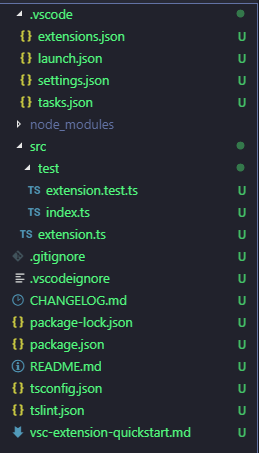 .vscode
{} extensions.json U
{} launch.json U
{} settings.json U
{} tasks.json U
node_modules
src
test
TS extension.test.ts U
TS index.ts U
TS extension.ts U
.gitignore U
.vscodeignore U
CHANGELOG.md U
{} package-lock.json U
{} package.json U
README.md U
{} tsconfig.json U
{} tslint.json U
vsc-extension-quickstart.md U